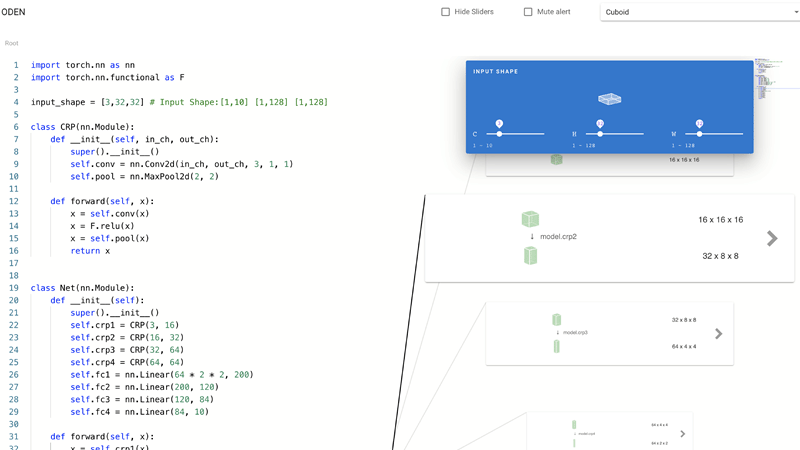 ODEN
Hide Sliders
Mute alert
Cuboid
Root
1 import torch.nn as nn
2 import torch.nn.functional as F
3
4 input_shape = [3,32,32] # Input Shape:[1,10] [1,128] [1,128]
5
6 class CRP(nn.Module):
7 def __init__(self, in_ch, out_ch):
8 super().__init__()
9 self.conv = nn.Conv2d(in_ch, out_ch, 3, 1, 1)
10 self.pool = nn.MaxPool2d(2, 2)
11
12 def forward(self, x):
13 x = self.conv(x)
14 x = F.relu(x)
15 x = self.pool(x)
16 return x
17
18
19 class Net(nn.Module):
20 def __init__(self):
21 super().__init__()
22 self.crp1 = CRP(3, 16)
23 self.crp2 = CRP(16, 32)
24 self.crp3 = CRP(32, 64)
25 self.crp4 = CRP(64, 64)
26 self.fc1 = nn.Linear(64 * 2 * 2, 200)
27 self.fc2 = nn.Linear(200, 120)
28 self.fc3 = nn.Linear(120, 84)
29 self.fc4 = nn.Linear(84, 10)
30
31 def forward(self, x):
32 x = self.crp1(x)
INPUT SHAPE
C
H
W
1 - 10
1 - 128
1 - 128
16 x 16 x 16
16 x 16 x 16
↓ model.crp2
32 x 8 x 8
32 x 8 x 8
↓ model.crp3
64 x 4 x 4
64 x 4 x 4
↓ model.crp4
64 x 2 x 2